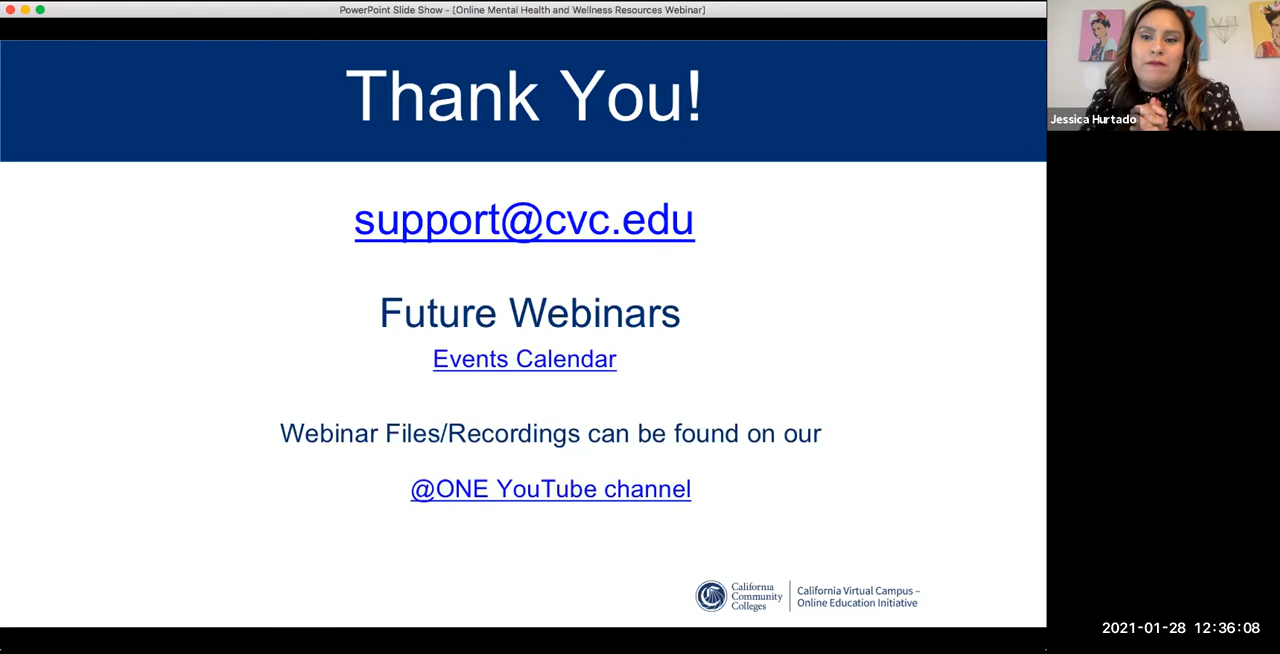 PowerPoint Slide Show - [Online Mental Health and Wellness Resources Webinar]
Thank You!
support@cvc.edu
Future Webinars
Events Calendar
Webinar Files/Recordings can be found on our
@ONE YouTube channel
California
Community
Colleges
California Virtual Campus –
Online Education Initiative
Jessica Hurtado
2021-01-28 12:36:08